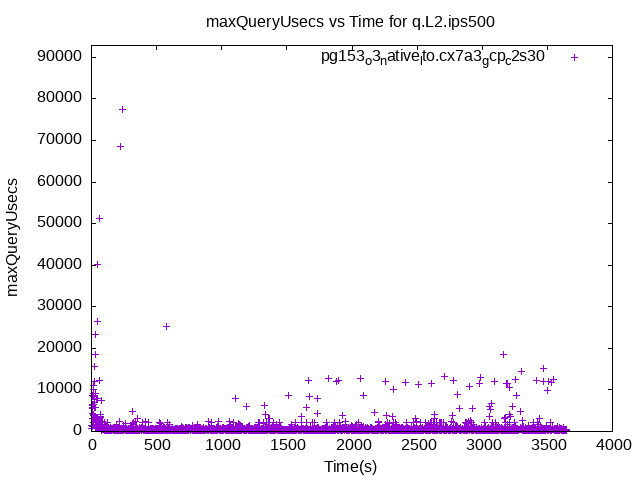 maxQueryUsecs vs Time for q.L2.ips500
pg153o3native_lto.cx7a3gcpc2s30
90000
80000
70000
60000
50000
40000
30000
20000
10000
0
maxQueryUsecs
0 500 1000 1500 2000 2500 3000 3500 4000
Time(s)